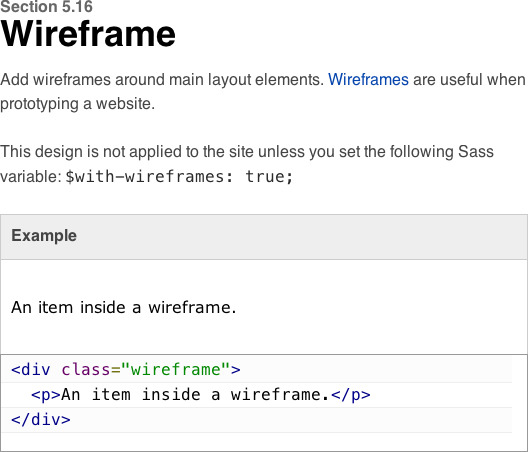 Section 5.16
Wireframe
Add wireframes around main layout elements. Wireframes are useful when
prototyping a website.
This design is not applied to the site unless you set the following Sass
variable: $with-wireframes: true;
Example
An item inside a wireframe.
<div class="wireframe">
  <p>An item inside a wireframe.</p>
</div>